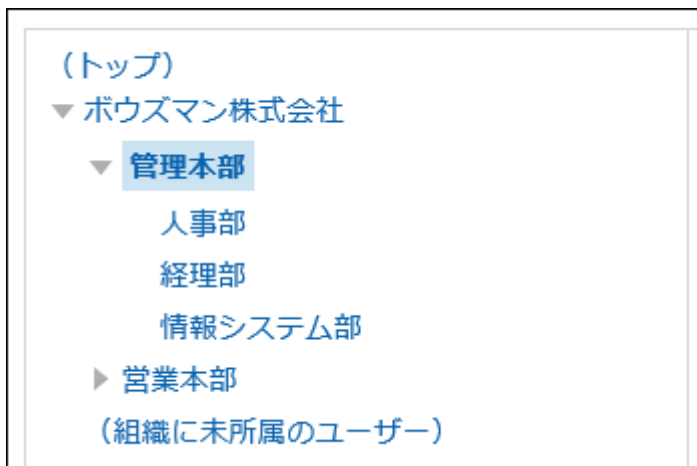 （トップ）
ボウズマン株式会社
管理本部
人事部
経理部
情報システム部
営業本部
（組織に未所属のユーザー）